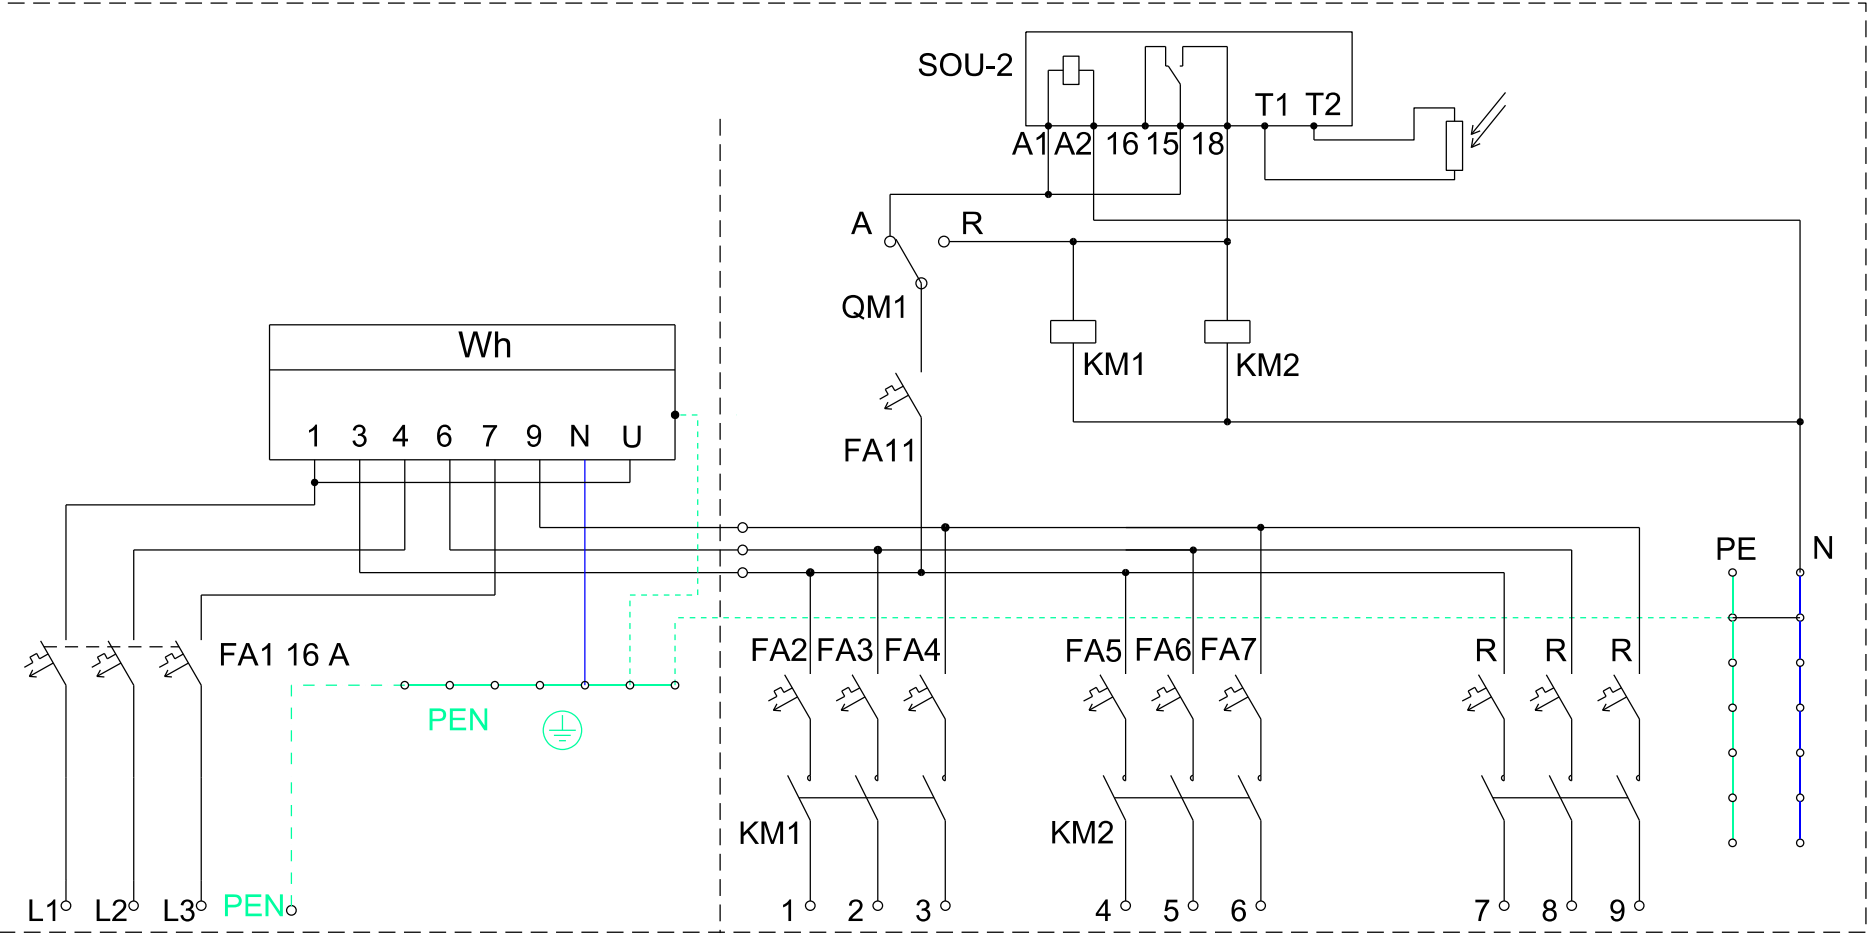 SOU-2
T1 T2
A1 A2 16 15 18
A R
QM1
Wh
KM1 KM2
1 3 4 6 7 9 N U
FA11
PE N
FA1 16 A
FA2 FA3 FA4 FA5 FA6 FA7 R R R
PEN
KM1 KM2
L1 L2 L3 PEN 1 2 3 4 5 6 7 8 9